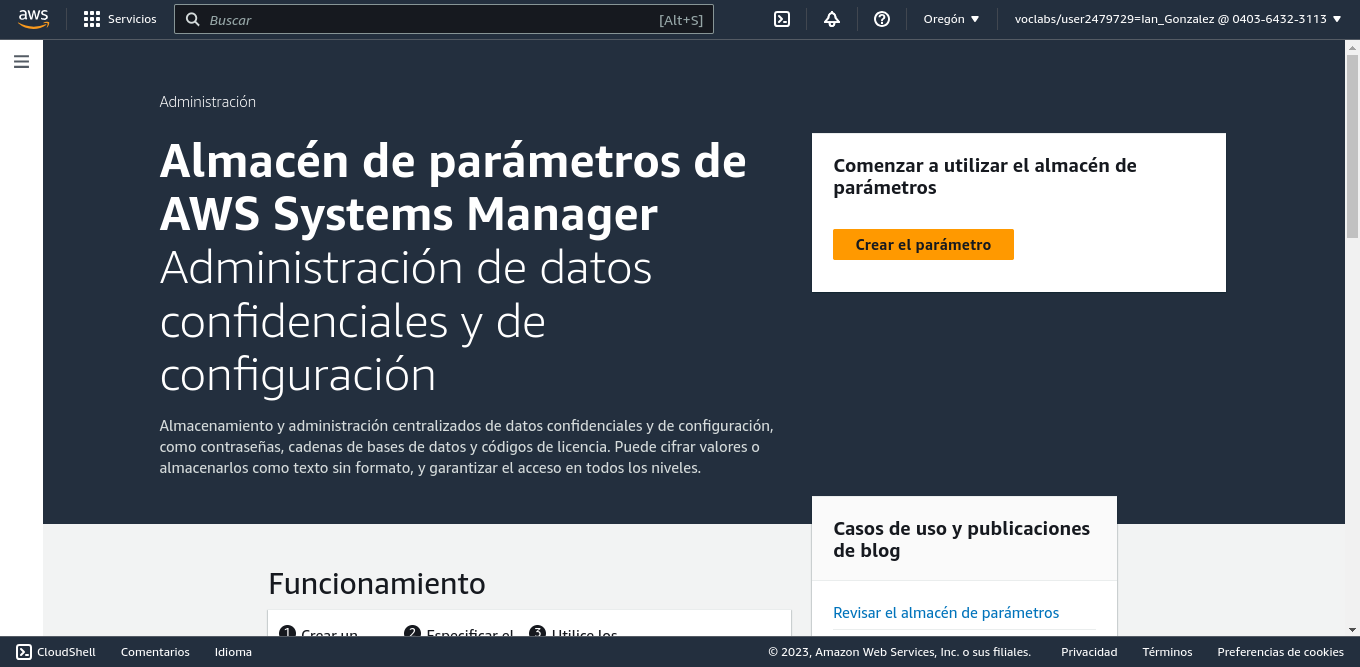 aws
Servicios
Buscar
[Alt+S]
Oregón
voclabs/user2479729=Ian_Gonzalez @ 0403-6432-3113
Administración
Almacén de parámetros de
AWS Systems Manager
Administración de datos
confidenciales y de
configuración
Almacenamiento y administración centralizados de datos confidenciales y de configuración,
como contraseñas, cadenas de bases de datos y códigos de licencia. Puede cifrar valores o
almacenarlos como texto sin formato, y garantizar el acceso en todos los niveles.
Comenzar a utilizar el almacén de
parámetros
Crear el parámetro
Casos de uso y publicaciones
de blog
Revisar el almacén de parámetros
Funcionamiento
1 Crear un
2 Especificar el
3 Utilice los
CloudShell
Comentarios
Idioma
© 2023, Amazon Web Services, Inc. o sus filiales.
Privacidad
Términos
Preferencias de cookies